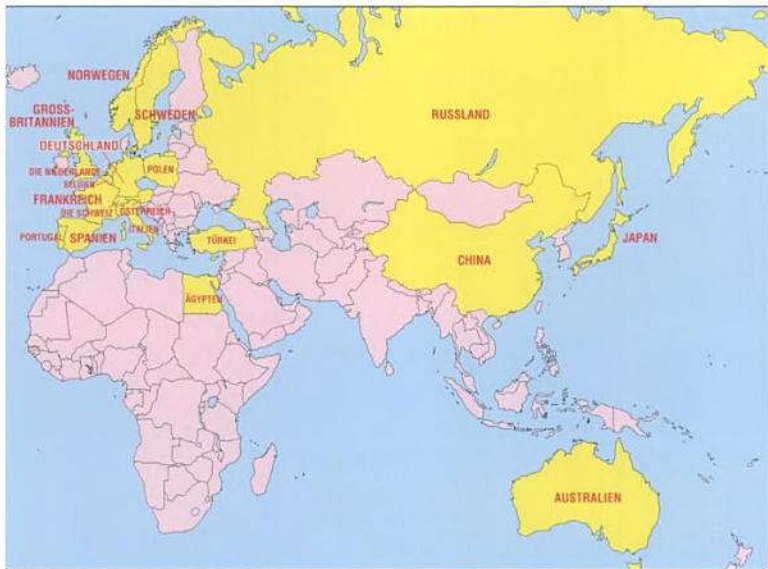 NORWEGEN
GROSS-
BRITANNIEN
SCHWEDEN
RUSSLAND
DEUTSCHLAND
DIE NIEDERLANDE
POLEN
BELGIEN
FRANKREICH
DIE SCHWEIZ
ÖSTERREICH
ITALIEN
PORTUGAL
SPANIEN
TÜRKEI
CHINA
JAPAN
ÄGYPTEN
AUSTRALIEN